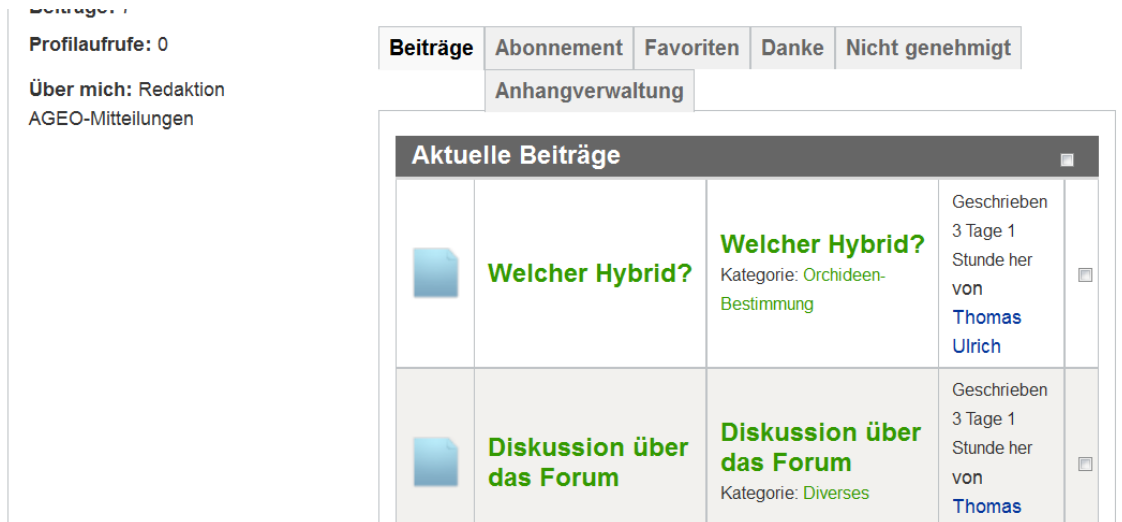 Beiträge: 7
Profilaufrufe: 0
Über mich: Redaktion
AGEO-Mitteilungen
Beiträge Abonnement Favoriten Danke Nicht genehmigt
Anhangverwaltung
Aktuelle Beiträge
Welcher Hybrid?
Welcher Hybrid?
Kategorie: Orchideen-
Bestimmung
Geschrieben
3 Tage 1
Stunde her
von
Thomas
Ulrich
Diskussion über
das Forum
Diskussion über
das Forum
Kategorie: Diverses
Geschrieben
3 Tage 1
Stunde her
von
Thomas